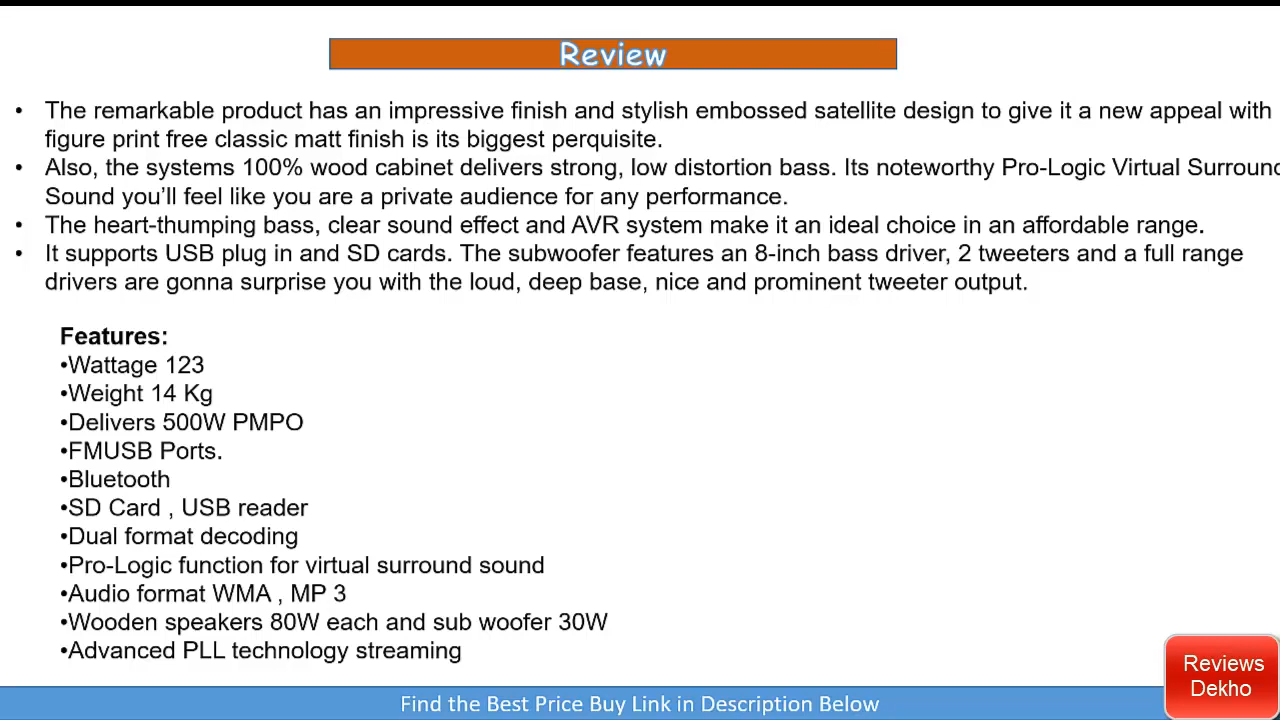 Review
• The remarkable product has an impressive finish and stylish embossed satellite design to give it a new appeal with
figure print free classic matt finish is its biggest perquisite.
• Also, the systems 100% wood cabinet delivers strong, low distortion bass. Its noteworthy Pro-Logic Virtual Surround
Sound you'll feel like you are a private audience for any performance.
• The heart-thumping bass, clear sound effect and AVR system make it an ideal choice in an affordable range.
• It supports USB plug in and SD cards. The subwoofer features an 8-inch bass driver, 2 tweeters and a full range
drivers are gonna surprise you with the loud, deep base, nice and prominent tweeter output.
Features:
•Wattage 123
•Weight 14 Kg
•Delivers 500W PMPO
•FMUSB Ports.
•Bluetooth
•SD Card , USB reader
•Dual format decoding
•Pro-Logic function for virtual surround sound
•Audio format WMA , MP 3
•Wooden speakers 80W each and sub woofer 30W
•Advanced PLL technology streaming
Reviews
Dekho
Find the Best Price Buy Link in Description Below